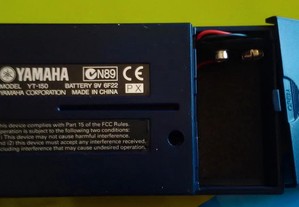 YAMAHA
N89
CE
MODEL YT-150 BATTERY 9V 6F22
YAMAHA CORPORATION MADE IN CHINA
PX
This device complies with Part 15 of the FCC Rules.
Operation is subject to the following two conditions:
(1) This device may not cause harmful interference.
and (2) this device must accept any interference
including interference that may cause undesired operation.